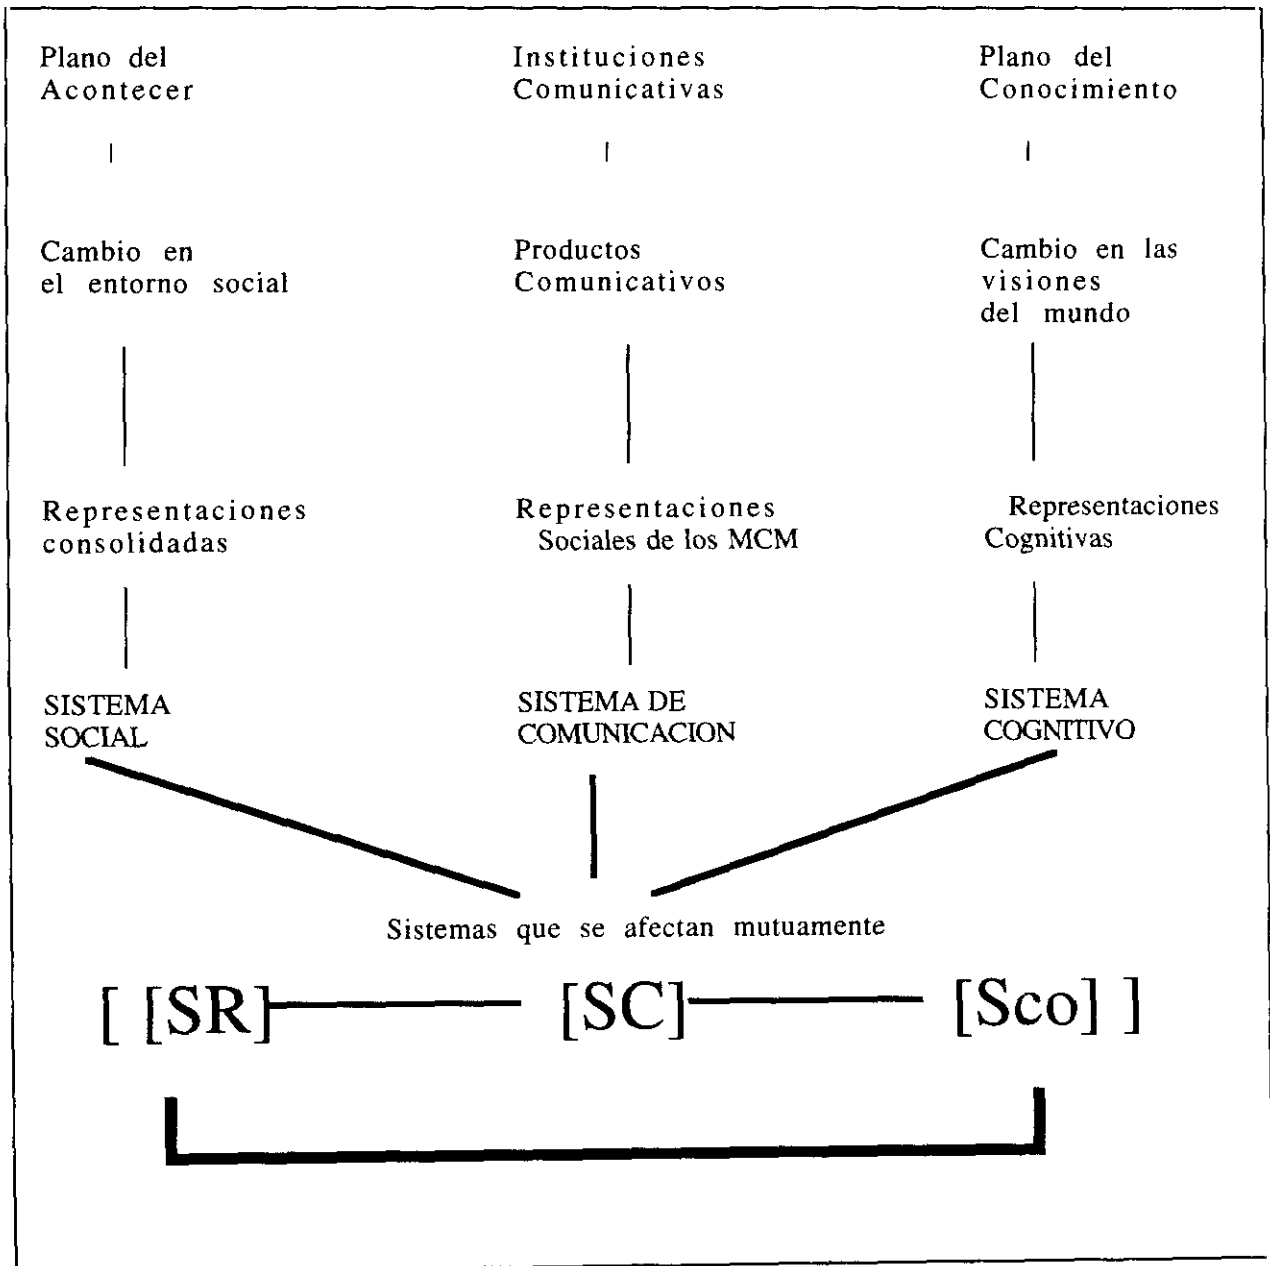 Plano del
Acontecer
Instituciones
Comunicativas
Plano del
Conocimiento
Cambio en
el entorno social
Productos
Comunicativos
Cambio en las
visiones
del mundo
Representaciones
consolidadas
Representaciones
Sociales de los MCM
Representaciones
Cognitivas
SISTEMA
SOCIAL
SISTEMA DE
COMUNICACION
SISTEMA
COGNITIVO
Sistemas que se afectan mutuamente
[ [SR] [SC] [Sco] ]